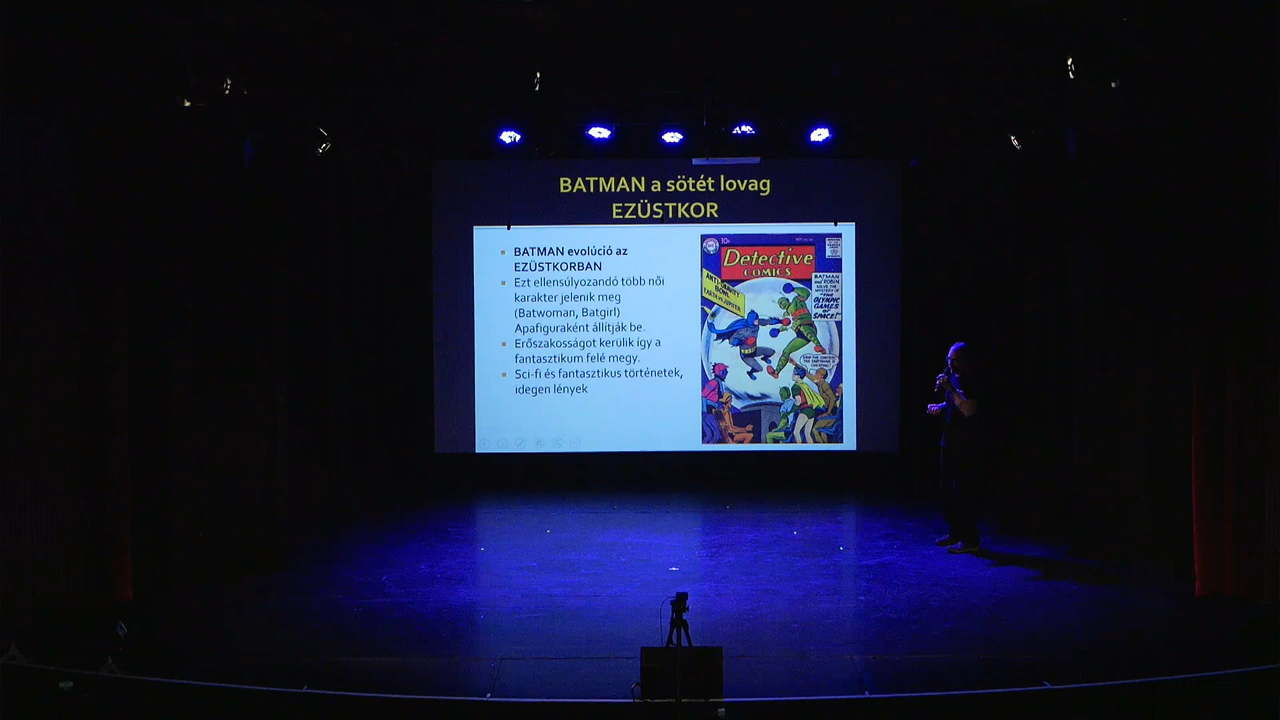 BATMAN a sötét lovag
EZÜSTKOR
BATMAN evolúció az
EZÜSTKORBAN
Ezt ellensúlyozandó több női
karakter jelenik meg
(Batwoman, Batgirl)
Apafiguraként állítják be.
Erőszakosságot kerülik így a
fantasztikum felé megy.
Sci-fi és fantasztikus történetek,
idegen lények
10¢
Detective
COMICS
BATMAN
and ROBIN
SOLVE THE
MYSTERY OF
"THE
OLYMPIC
GAMES
OF
SPACE!"